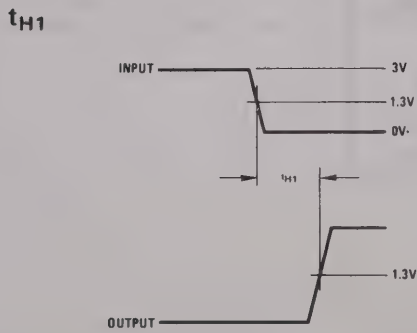 tH1
INPUT
3V
1.3V
0V
tH1
1.3V
OUTPUT